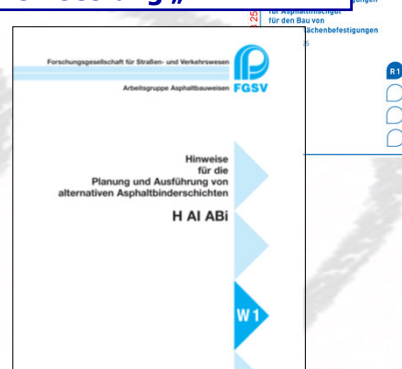 für Asphaltmischgut
für den Bau von
Forschungsgesellschaft für Straßen- und Verkehrswesen
Arbeitsgruppe Asphaltbauweisen
FGSV
R1
Hinweise
für die
Planung und Ausführung von
alternativen Asphaltbinderschichten
H Al ABi
W 1